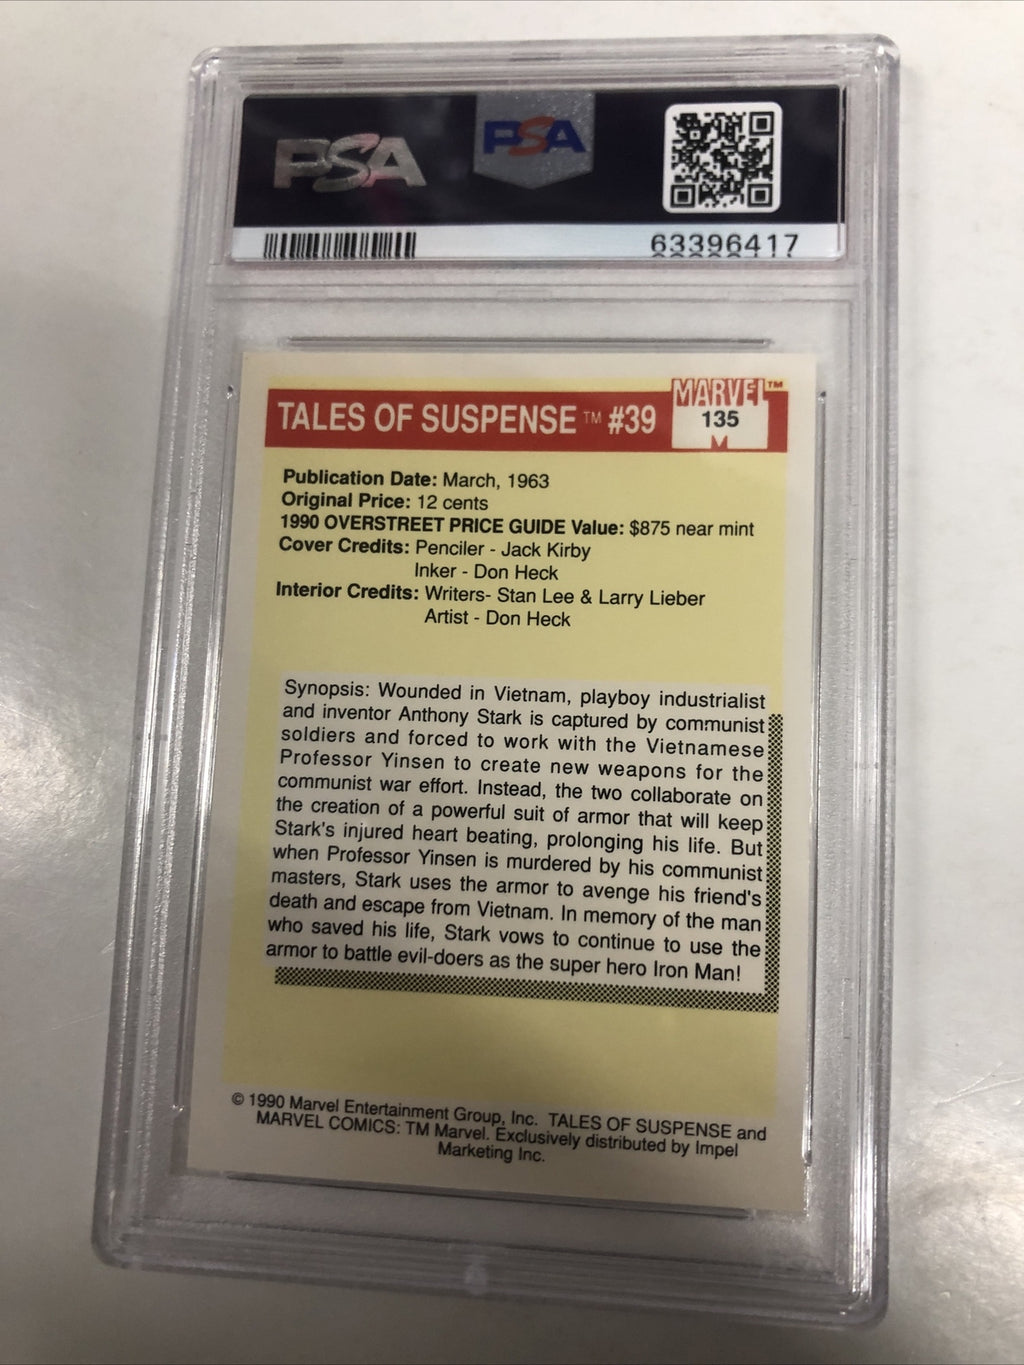 PSA
PSA
63396417
TALES OF SUSPENSE ™ #39
MARVEL™
135
Publication Date: March, 1963
Original Price: 12 cents
1990 OVERSTREET PRICE GUIDE Value: $875 near mint
Cover Credits: Penciler - Jack Kirby
Inker - Don Heck
Interior Credits: Writers- Stan Lee & Larry Lieber
Artist - Don Heck
Synopsis: Wounded in Vietnam, playboy industrialist
and inventor Anthony Stark is captured by communist
soldiers and forced to work with the Vietnamese
Professor Yinsen to create new weapons for the
communist war effort. Instead, the two collaborate on
the creation of a powerful suit of armor that will keep
Stark's injured heart beating, prolonging his life. But
when Professor Yinsen is murdered by his communist
masters, Stark uses the armor to avenge his friend's
death and escape from Vietnam. In memory of the man
who saved his life, Stark vows to continue to use the
armor to battle evil-doers as the super hero Iron Man!
© 1990 Marvel Entertainment Group, Inc. TALES OF SUSPENSE and
MARVEL COMICS: TM Marvel. Exclusively distributed by Impel
Marketing Inc.